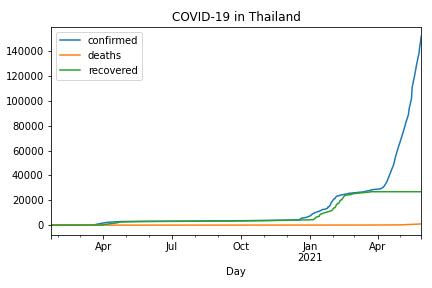 COVID-19 in Thailand
confirmed
deaths
recovered
140000
120000
100000
80000
60000
40000
20000
0
Apr Jul Oct Jan Apr
2021
Day